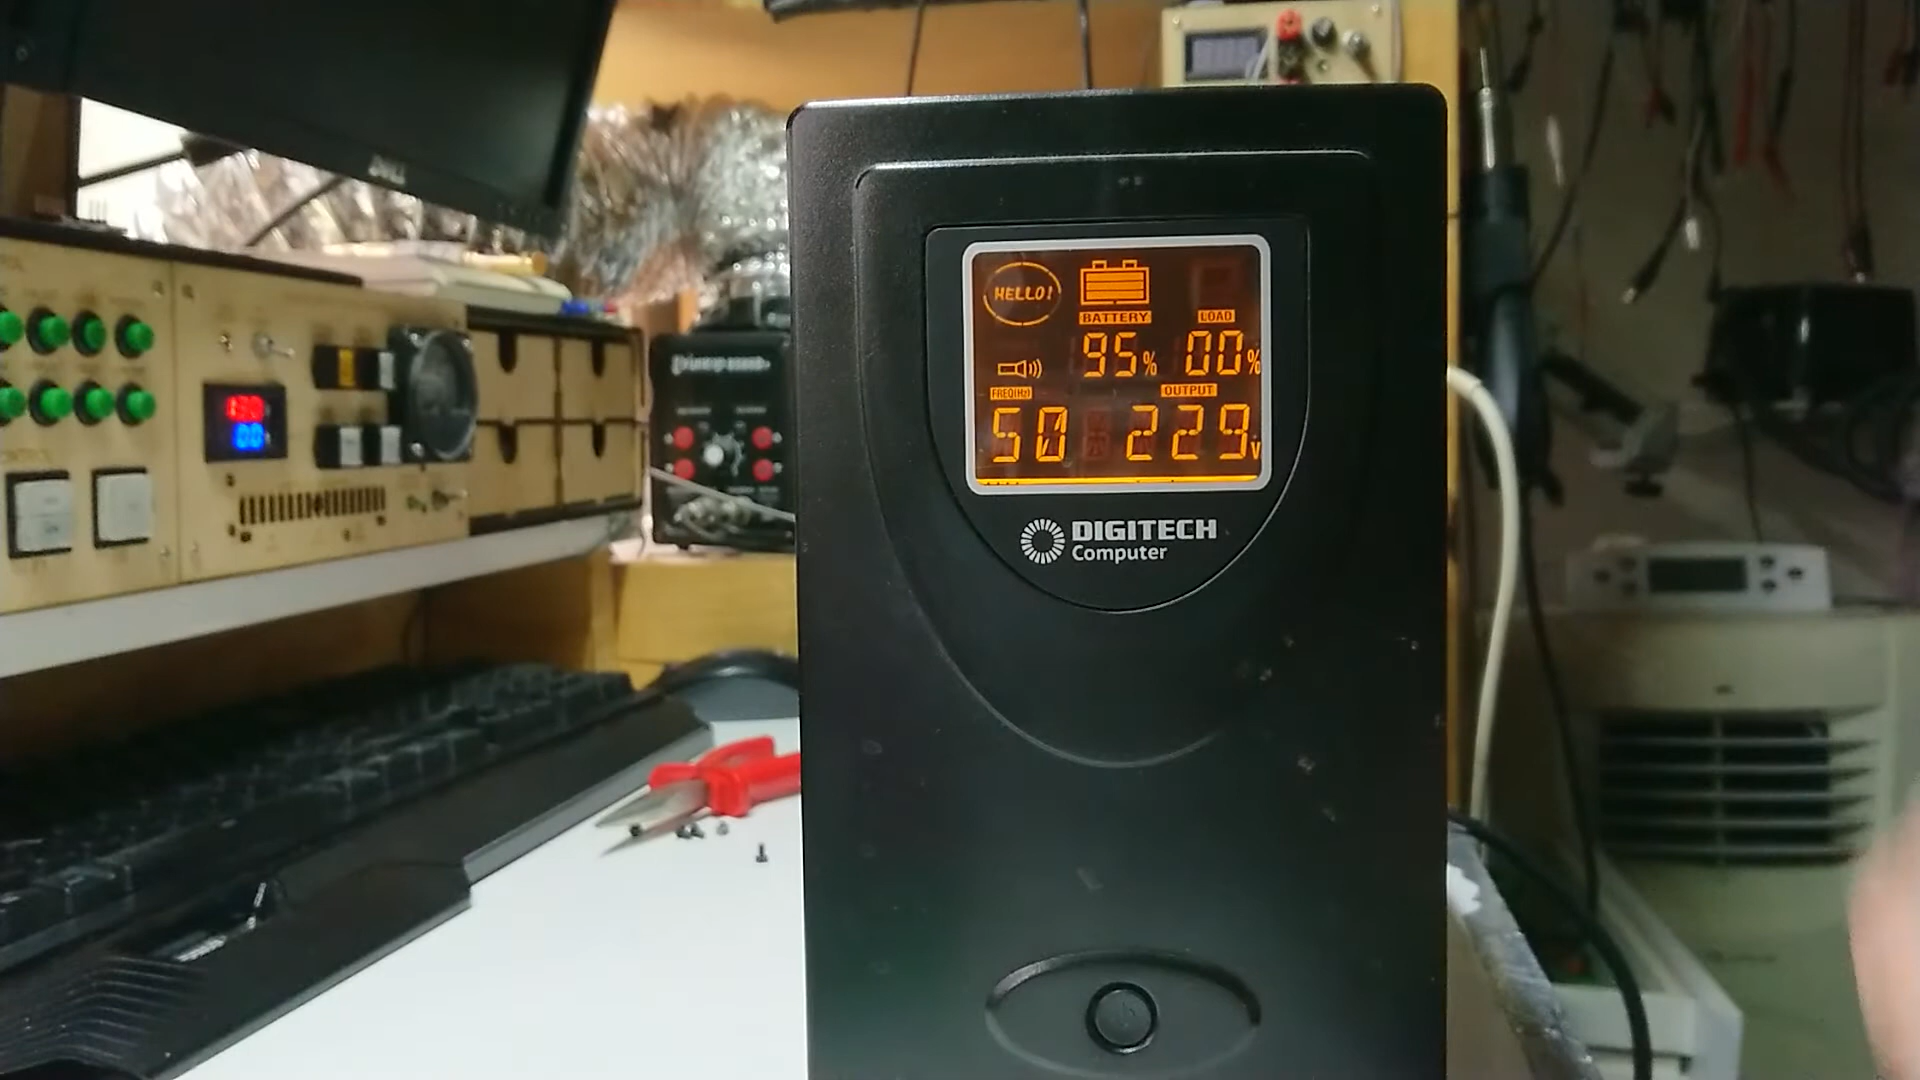 DELL
HELLO!
BATTERY
LOAD
95%
00%
FREQ(Hz)
OUTPUT
50
229v
DIGITECH
Computer